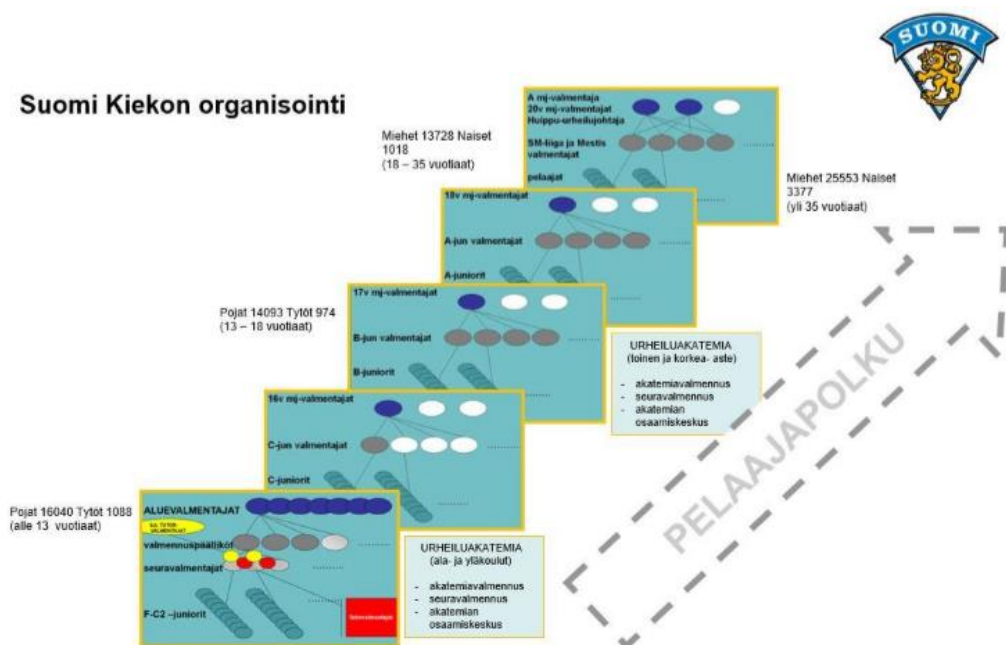 SUOMI
Suomi Kiekon organisointi
A mj-valmentaja
20v mj-valmentajat
Huippu-urheilujohtaja
SM-liiga ja Mestis
valmentajat
pelaajat
Miehet 13728 Naiset
1018
(18 – 35 vuotiaat)
Miehet 25553 Naiset
3377
(yli 35 vuotiaat)
18v mj-valmentajat
A-jun valmentajat
A-juniorit
17v mj-valmentajat
B-jun valmentajat
B-juniorit
Pojat 14093 Tytöt 974
(13 – 18 vuotiaat)
URHEILUAKATEMIA
(toinen ja korkea- aste)
- akatemiavalmennus
- seuravalmennus
- akatemian
osaamiskeskus
16v mj-valmentajat
C-jun valmentajat
C-juniorit
PELAAJAPOLKU
Pojat 16040 Tytöt 1088
(alle 13 vuotiaat)
ALUEVALMENTAJAT
valmennuspäälliköt
seuravalmentajat
F-C2 –juniorit
URHEILUAKATEMIA
(ala- ja yläkoulut)
- akatemiavalmennus
- seuravalmennus
- akatemian
osaamiskeskus